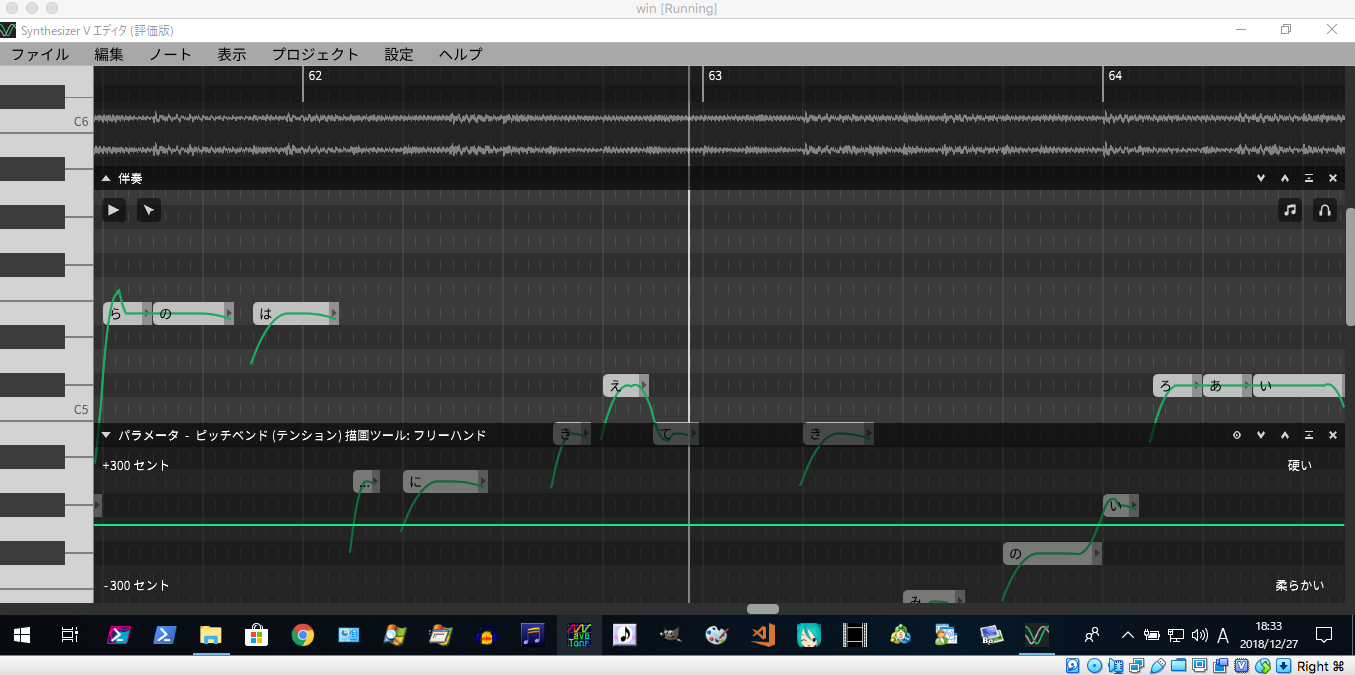 win [Running]
Synthesizer V エディタ (評価版)
ファイル 編集 ノート 表示 プロジェクト 設定 ヘルプ
62 63 64
C6
伴奏
ら の は
え ろ あ い
C5
パラメータ - ピッチベンド (テンション) 描画ツール: フリーハンド
き て き
+300 セント 硬い
... に
い
の
-300 セント 柔らかい
み
18:33
A
2018/12/27
Right ⌘